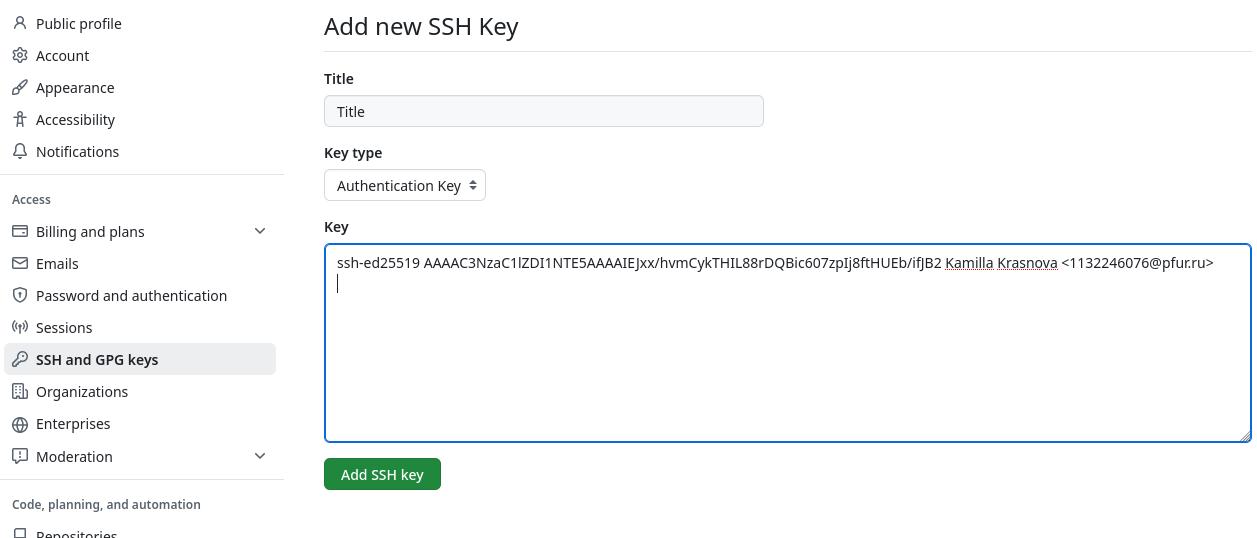 Public profile
Account
Appearance
Accessibility
Notifications
Access
Billing and plans
Emails
Password and authentication
Sessions
SSH and GPG keys
Organizations
Enterprises
Moderation
Code, planning, and automation
Repositories
Add new SSH Key
Title
Title
Key type
Authentication Key
Key
ssh-ed25519 AAAAC3NzaC1lZDI1NTE5AAAAIEJxx/hvmCykTHIL88rDQBic607zpIj8ftHUEb/ifJB2 Kamilla Krasnova <1132246076@pfur.ru>
Add SSH key